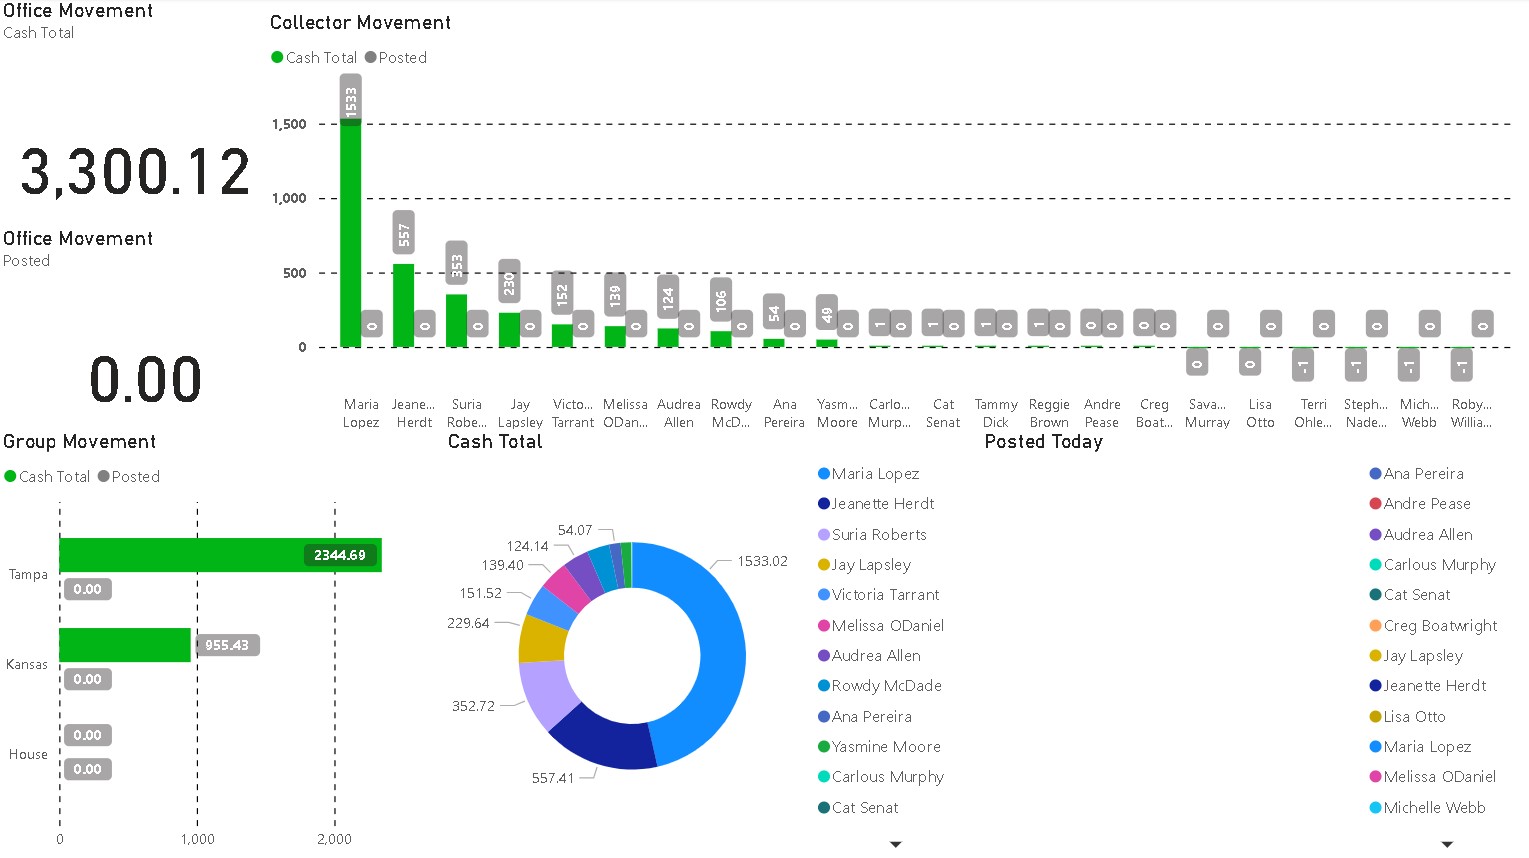 Office Movement
Cash Total
3,300.12
Office Movement
Posted
0.00
Collector Movement
Cash Total Posted
1,500
1,000
500
0
1533 0 557 0 353 0 230 0 152 0 139 0 124 0 106 0 54 0 49 0 1 0 1 0 1 0 1 0 0 0 0 0 0 0 0 0 0 0 0 0
0 0 -1 -1 -1 -1
Maria Jeane... Suria Jay Victo... Melissa Audrea Rowdy Ana Yasm... Carlo... Cat Tammy Reggie Andre Creg Sava... Lisa Terri Steph... Mich... Roby...
Lopez Herdt Robe... Lapsley Tarrant ODan... Allen McD... Pereira Moore Murp... Senat Dick Brown Pease Boat... Murray Otto Ohle... Nade... Webb Willia...
Group Movement
Cash Total Posted
Tampa
2344.69
0.00
Kansas
955.43
0.00
House
0.00
0.00
0 1,000 2,000
Cash Total
54.07
124.14
139.40
151.52
229.64
352.72
557.41
1533.02
Maria Lopez
Jeanette Herdt
Suria Roberts
Jay Lapsley
Victoria Tarrant
Melissa ODaniel
Audrea Allen
Rowdy McDade
Ana Pereira
Yasmine Moore
Carlous Murphy
Cat Senat
Posted Today
Ana Pereira
Andre Pease
Audrea Allen
Carlous Murphy
Cat Senat
Creg Boatwright
Jay Lapsley
Jeanette Herdt
Lisa Otto
Maria Lopez
Melissa ODaniel
Michelle Webb